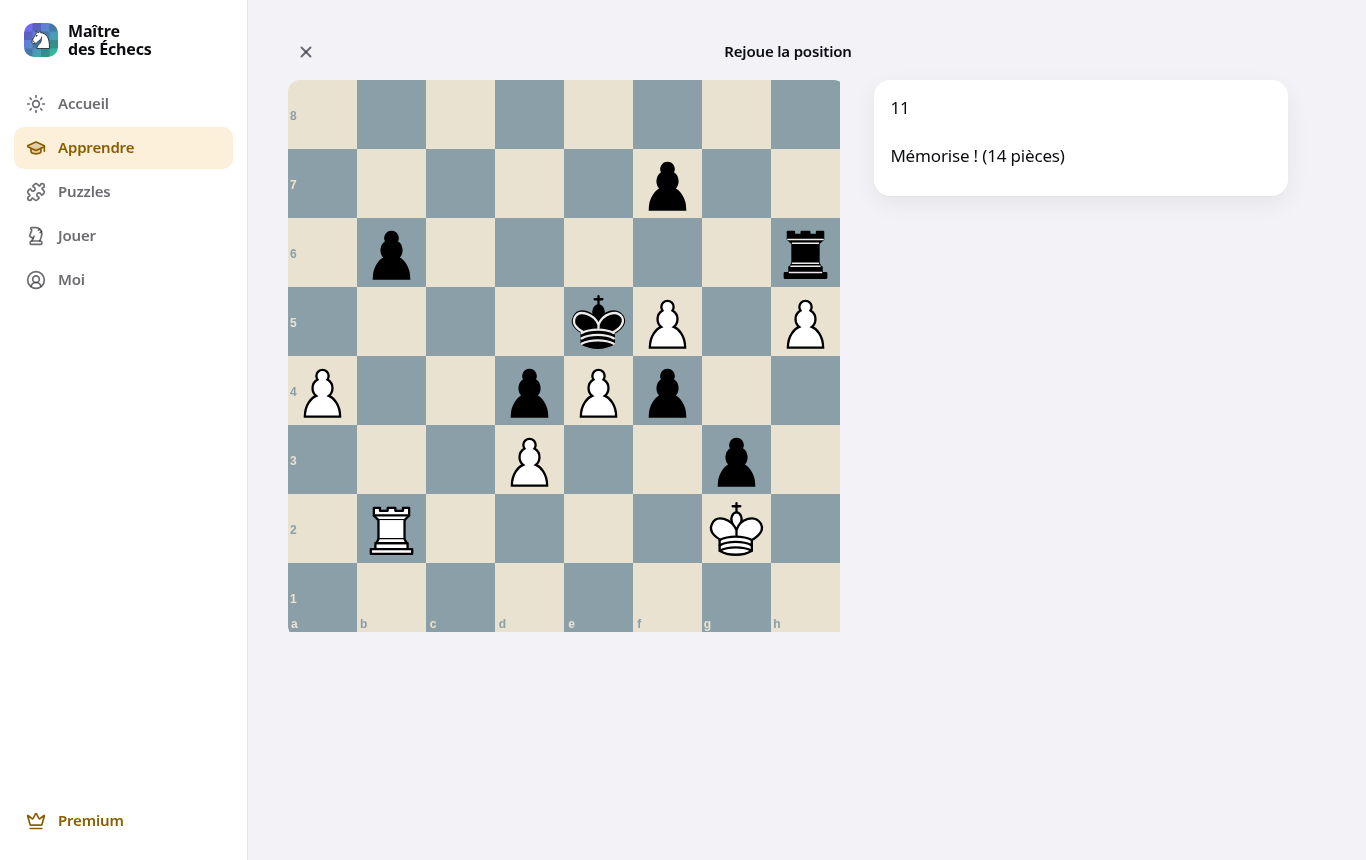 Maître
des Échecs
Accueil
Apprendre
Puzzles
Jouer
Moi
Premium
Rejoue la position
8
7
6
5
4
3
2
1
a b c d e f g h
11
Mémorise ! (14 pièces)